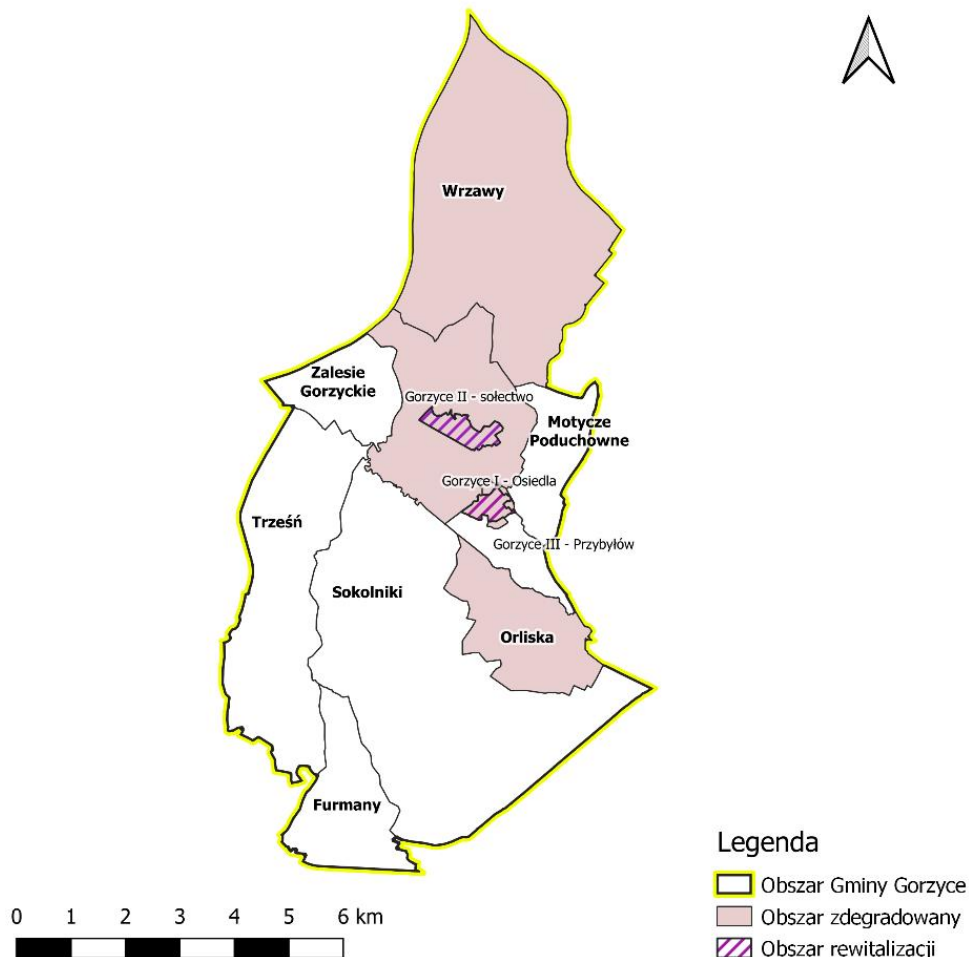 Wrzawy
Zalesie
Gorzyckie
Gorzyce II - sołectwo
Motycze
Poduchowne
Gorzyce I - Osiedla
Trześń
Gorzyce III - Przybyłów
Sokolniki
Orliska
Furmany
Legenda
Obszar Gminy Gorzyce
Obszar zdegradowany
Obszar rewitalizacji
0 1 2 3 4 5 6 km